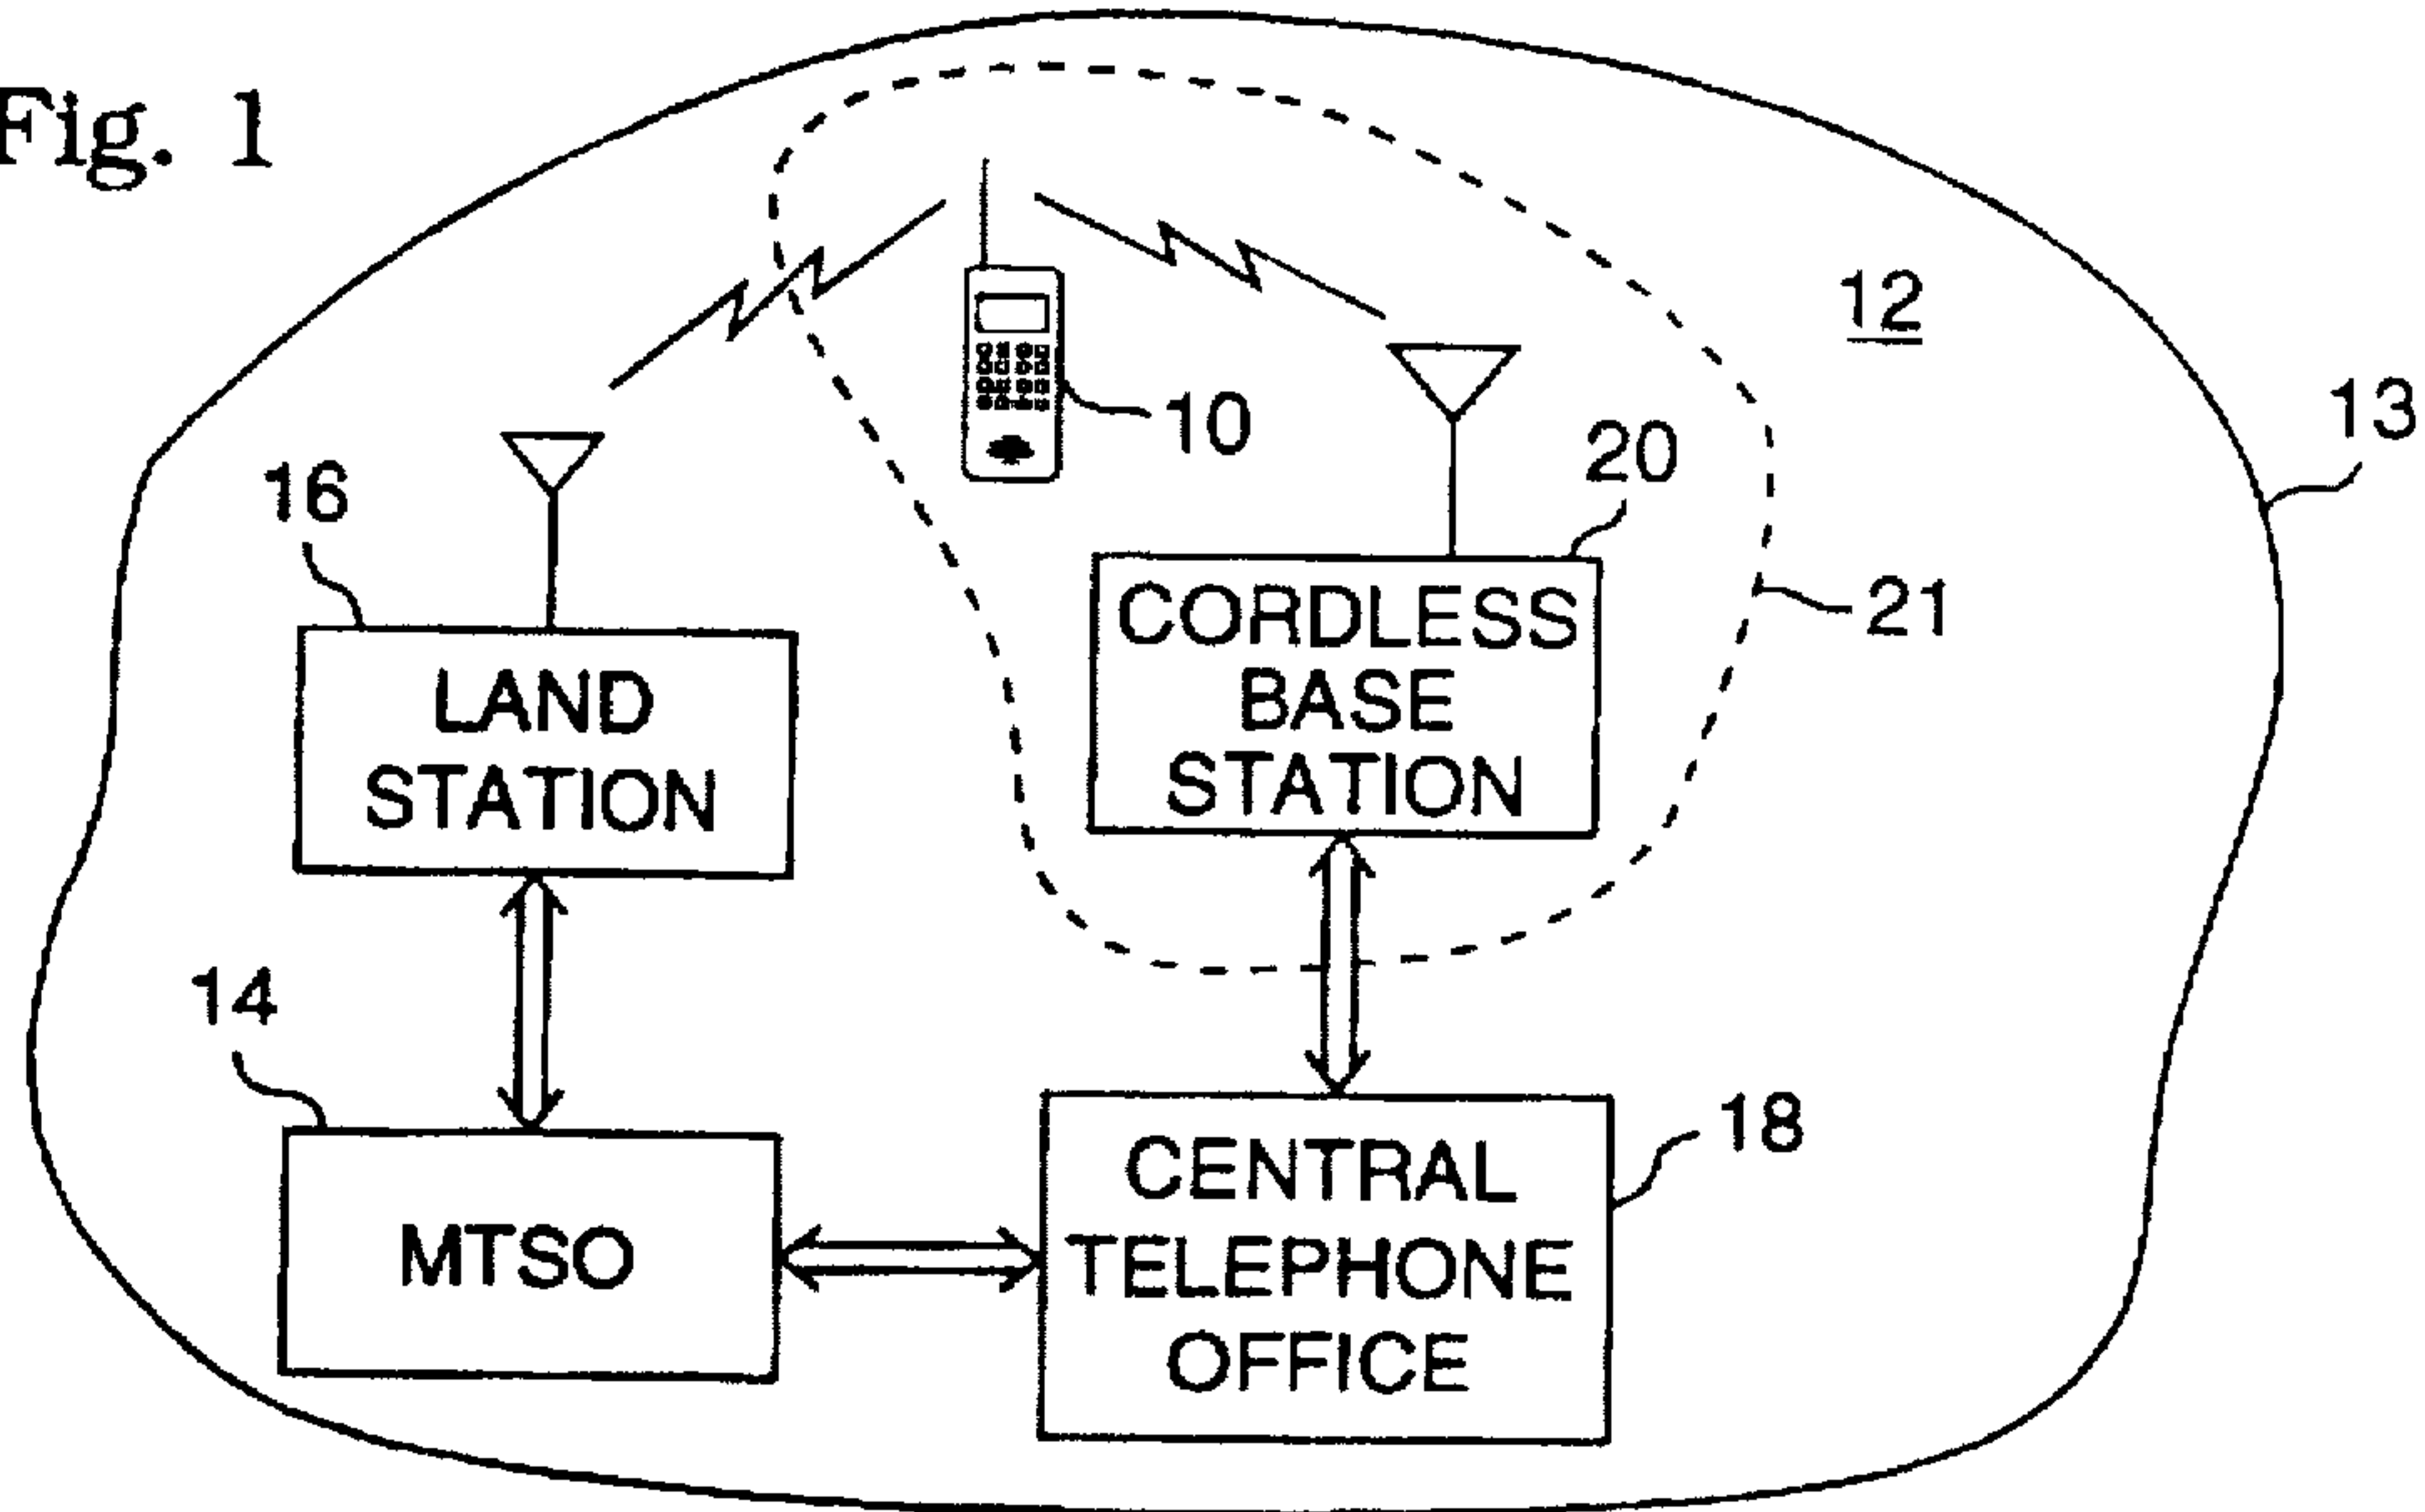 Fig. 1
12
13
10
20
16
CORDLESS
BASE
STATION
21
LAND
STATION
14
18
CENTRAL
TELEPHONE
OFFICE
MTSO